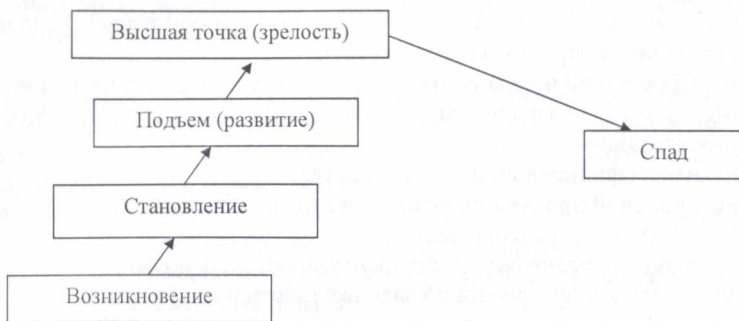 Высшая точка (зрелость)
Подъем (развитие)
Спад
Становление
Возникновение